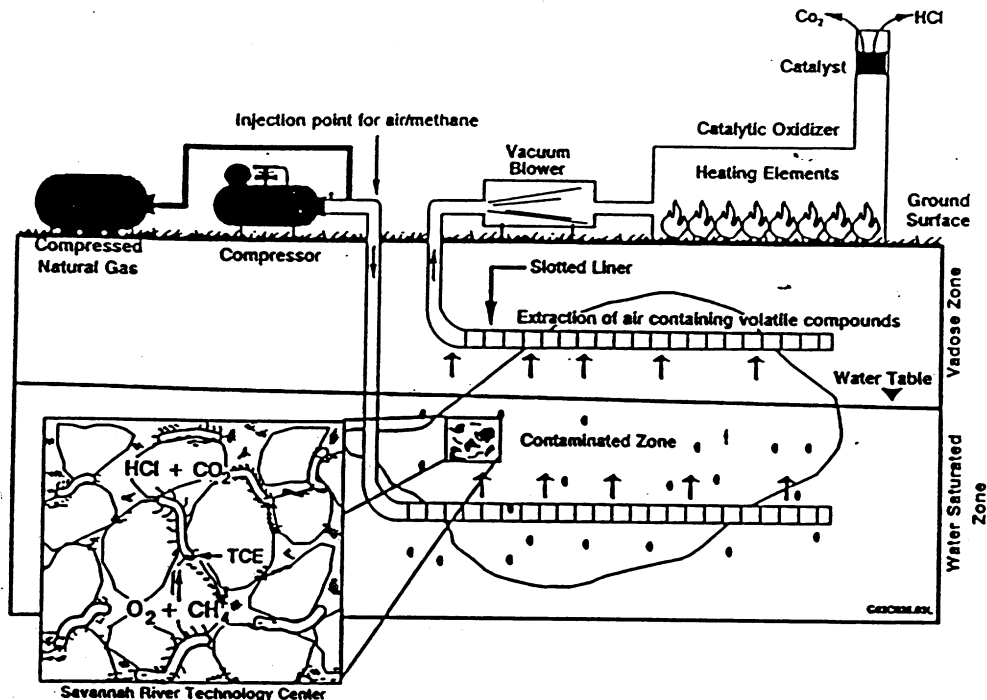 Co₂ HCl
Catalyst
Injection point for air/methane
Catalytic Oxidizer
Vacuum
Blower
Heating Elements
Ground
Surface
Compressed
Natural Gas
Compressor
Slotted Liner
Extraction of air containing volatile compounds
Vadose Zone
Water Table
Contaminated Zone
HCl + CO₂
TCE
O₂ + CH
Water Saturated
Zone
Savannah River Technology Center